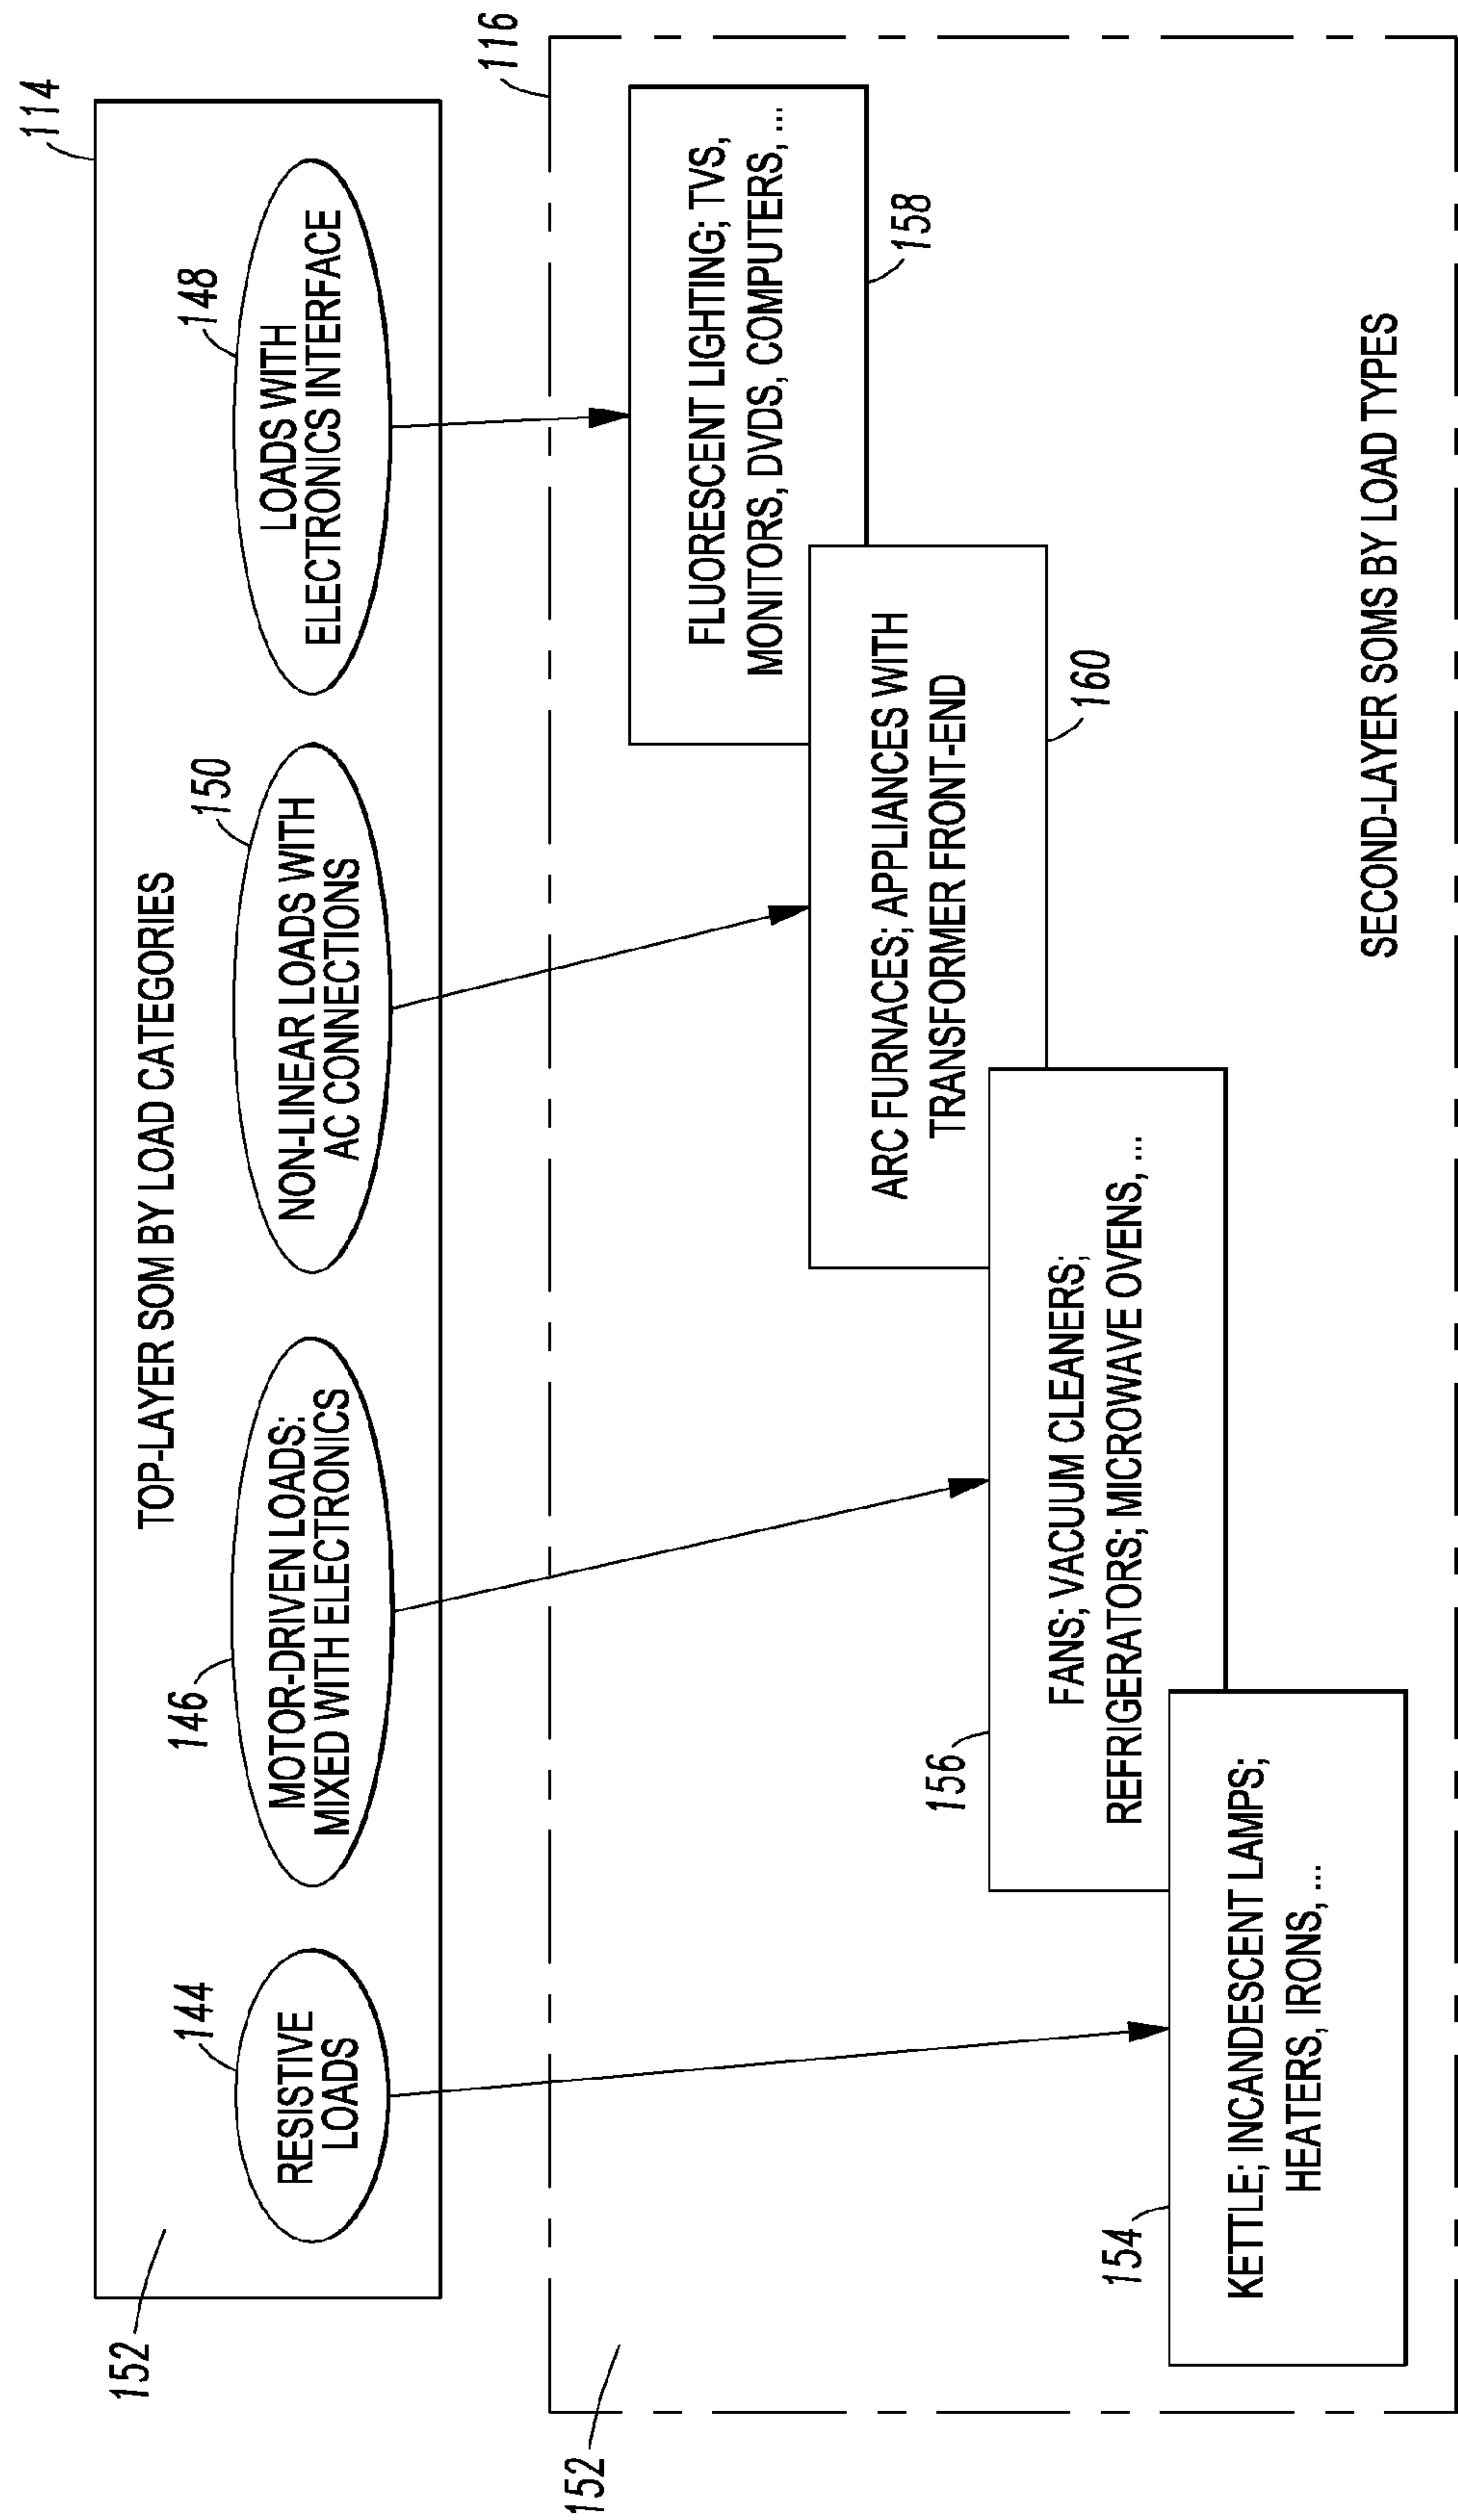 114
152
TOP-LAYER SOM BY LOAD CATEGORIES
144
146
150
148
RESISTIVE
LOADS
MOTOR-DRIVEN LOADS:
MIXED WITH ELECTRONICS
NON-LINEAR LOADS WITH
AC CONNECTIONS
LOADS WITH
ELECTRONICS INTERFACE
116
152
FLUORESCENT LIGHTING; TVS,
MONITORS, DVDS, COMPUTERS, ...
158
ARC FURNACES; APPLIANCES WITH
TRANSFORMER FRONT-END
160
156
FANS; VACUUM CLEANERS;
REFRIGERATORS; MICROWAVE OVENS, ...
154
KETTLE; INCANDESCENT LAMPS;
HEATERS, IRONS, ...
SECOND-LAYER SOMS BY LOAD TYPES